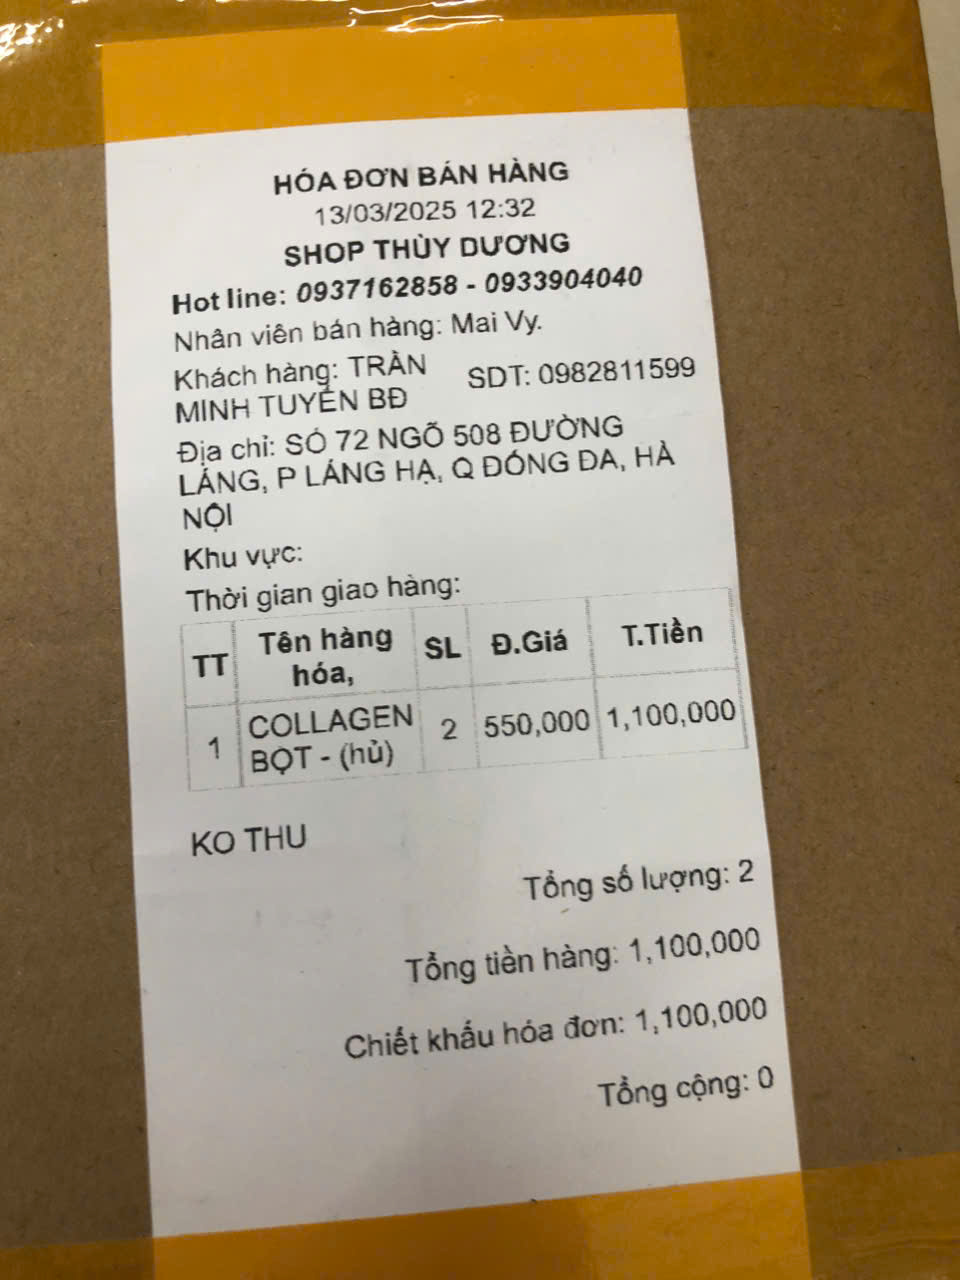 HÓA ĐƠN BÁN HÀNG
13/03/2025 12:32
SHOP THÙY DƯƠNG
Hot line: 0937162858 - 0933904040
Nhân viên bán hàng: Mai Vy.
Khách hàng: TRẦN MINH TUYỀN BĐ SDT: 0982811599
Địa chỉ: SỐ 72 NGÕ 508 ĐƯỜNG
LÁNG, P LÁNG HẠ, Q ĐỐNG ĐA, HÀ
NỘI
Khu vực:
Thời gian giao hàng:
TT Tên hàng hóa, SL Đ.Giá T.Tiền
1 COLLAGEN BỘT - (hủ) 2 550,000 1,100,000
KO THU
Tổng số lượng: 2
Tổng tiền hàng: 1,100,000
Chiết khấu hóa đơn: 1,100,000
Tổng cộng: 0